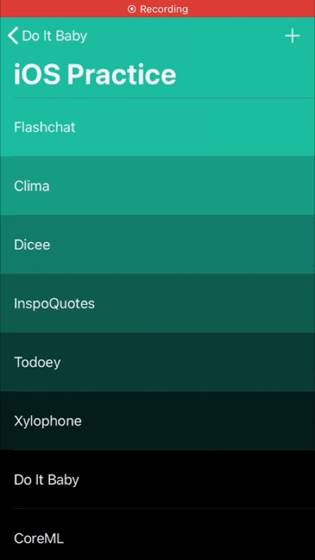 Recording
Do It Baby
iOS Practice
Flashchat
Clima
Dicee
InspoQuotes
Todoey
Xylophone
Do It Baby
CoreML